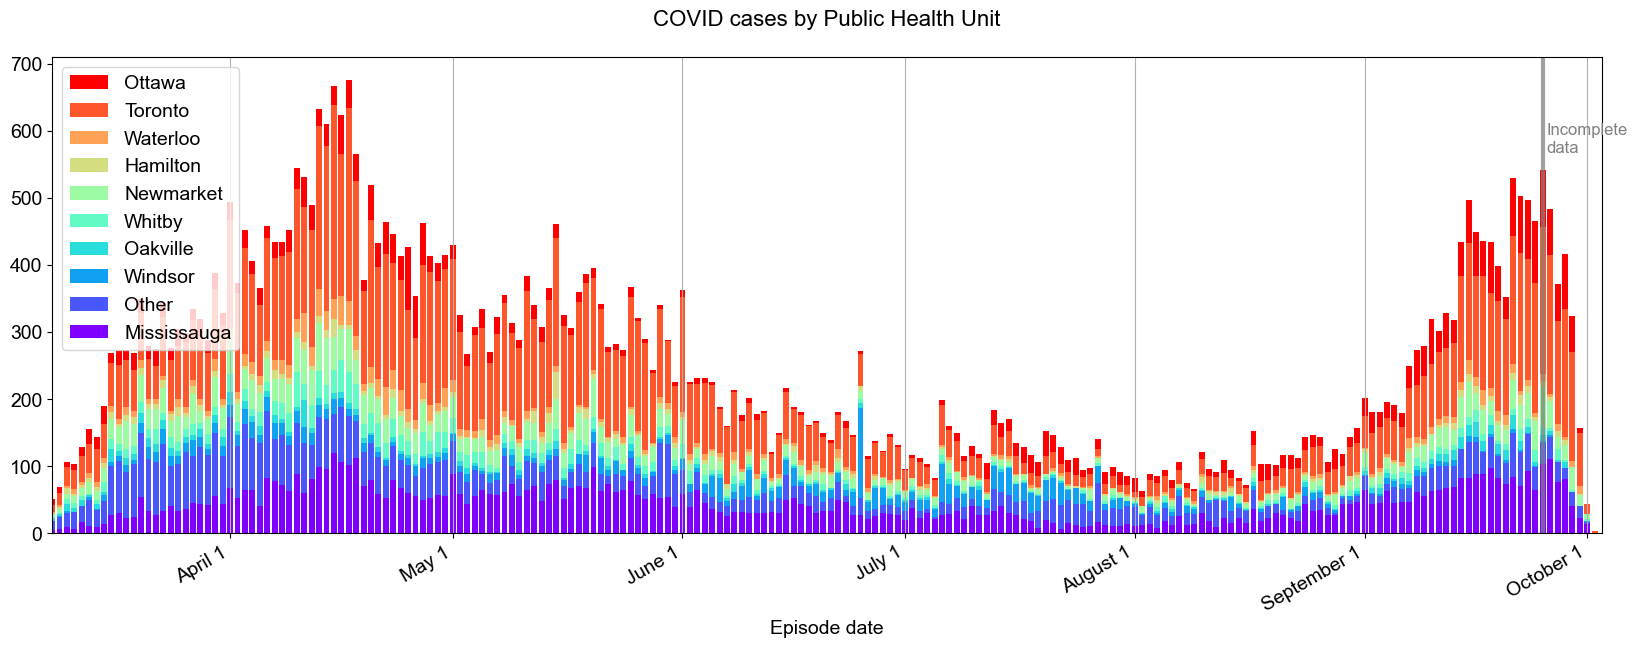 COVID cases by Public Health Unit
700
600
500
400
300
200
100
0
Ottawa
Toronto
Waterloo
Hamilton
Newmarket
Whitby
Oakville
Windsor
Other
Mississauga
Incomplete
data
April 1
May 1
June 1
July 1
August 1
September 1
October 1
Episode date